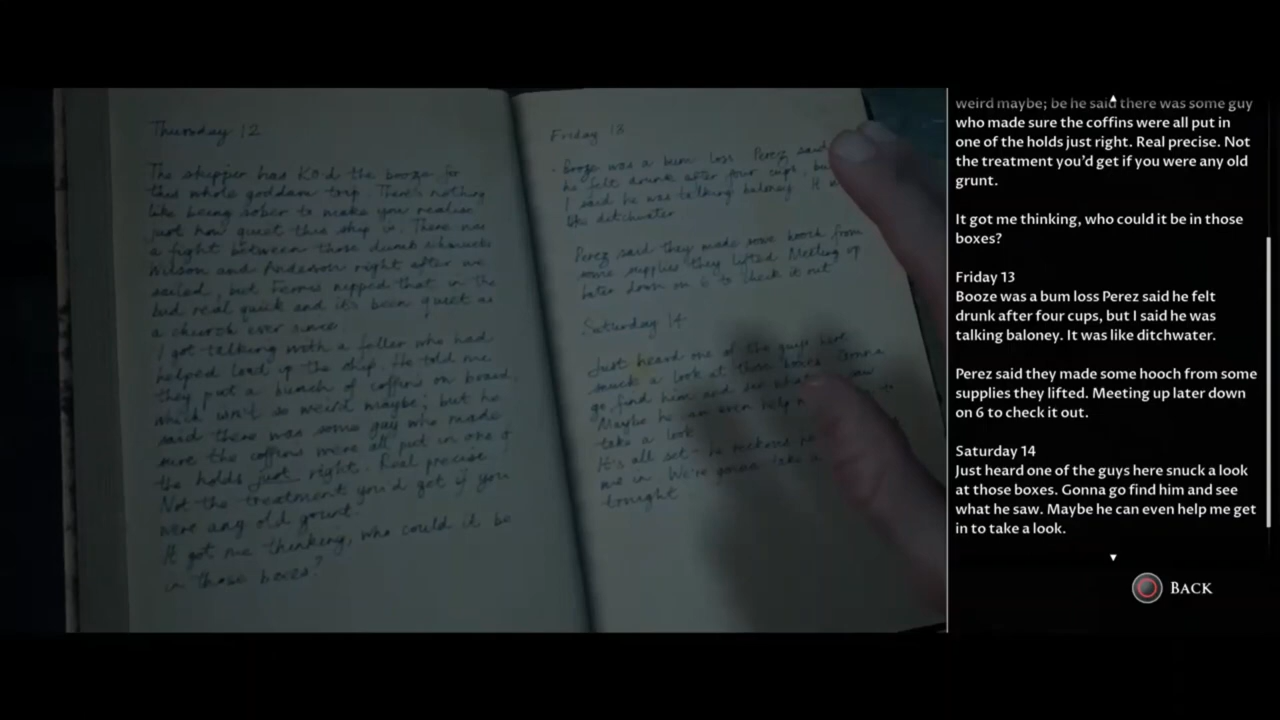 Thursday 12
The skipper has KO'd the booze for
this whole goddam trip. There's nothing
like being sober to make you realise
just how quiet this ship is. There was
a fight between those dumb schmucks
Wilson and Anderson right after we
sailed, but Ferries nipped that in the
bud real quick and it's been quiet as
a church ever since
I got talking with a feller who had
helped load up the ship. He told me
they put a bunch of coffins on board
which isn't so weird maybe; but he
said there was some guy who made
sure the coffins were all put in one of
the holds just right. Real precise
Not the treatment you'd get if you
were any old grunt.
It got me thinking, who could it be
in those boxes?
Friday 13
Booze was a bum loss Perez said
he felt drunk after four cups, bu
I said he was talking baloney. It w
like ditchwater
Perez said they made some hooch from
some supplies they lifted. Meeting up
later down on 6 to check it out
Saturday 14
Just heard one of the guys here
snuck a look at those boxes. Gonna
go find him and see what saw
Maybe he can even help to
take a look
It's all set - he reckons
me in. We're gonna take a
tonight
weird maybe; be he said there was some guy
who made sure the coffins were all put in
one of the holds just right. Real precise. Not
the treatment you'd get if you were any old
grunt.
It got me thinking, who could it be in those
boxes?
Friday 13
Booze was a bum loss Perez said he felt
drunk after four cups, but I said he was
talking baloney. It was like ditchwater.
Perez said they made some hooch from some
supplies they lifted. Meeting up later down
on 6 to check it out.
Saturday 14
Just heard one of the guys here snuck a look
at those boxes. Gonna go find him and see
what he saw. Maybe he can even help me get
in to take a look.
BACK